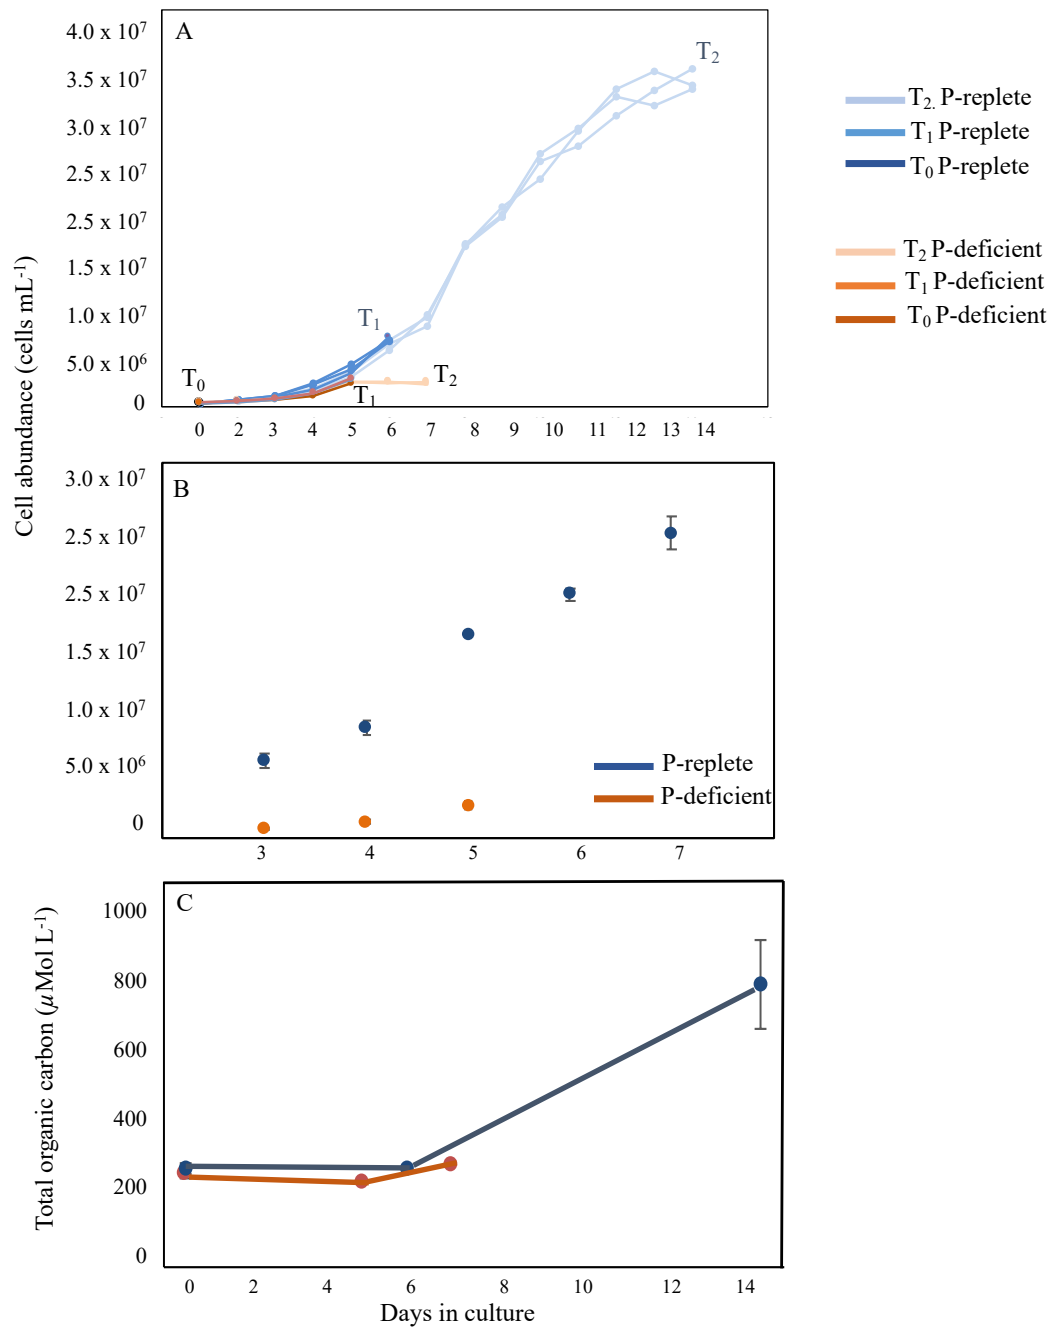 A
4.0 x 10⁷
3.5 x 10⁷
3.0 x 10⁷
2.5 x 10⁷
2.5 x 10⁷
1.5 x 10⁷
1.0 x 10⁷
5.0 x 10⁶
0
T₀
T₁
T₁
T₂
T₂
0 2 3 4 5 6 7 8 9 10 11 12 13 14
T₂. P-replete
T₁ P-replete
T₀ P-replete
T₂ P-deficient
T₁ P-deficient
T₀ P-deficient
Cell abundance (cells mL⁻¹)
B
3.0 x 10⁷
2.5 x 10⁷
2.5 x 10⁷
1.5 x 10⁷
1.0 x 10⁷
5.0 x 10⁶
0
P-replete
P-deficient
3 4 5 6 7
C
1000
800
600
400
200
0
Total organic carbon (µMol L⁻¹)
0 2 4 6 8 10 12 14
Days in culture